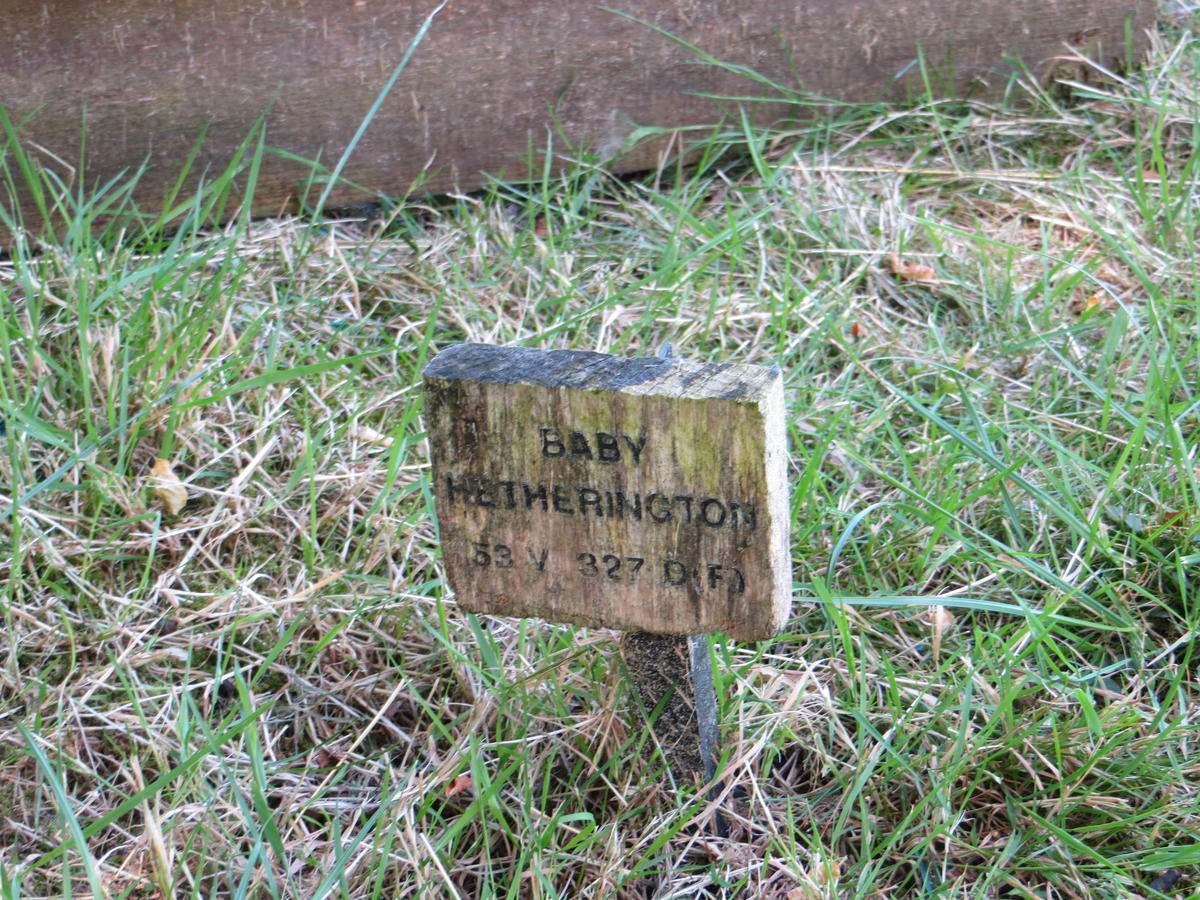 BABY
HETHERINGTON
53 V 327 D(F)